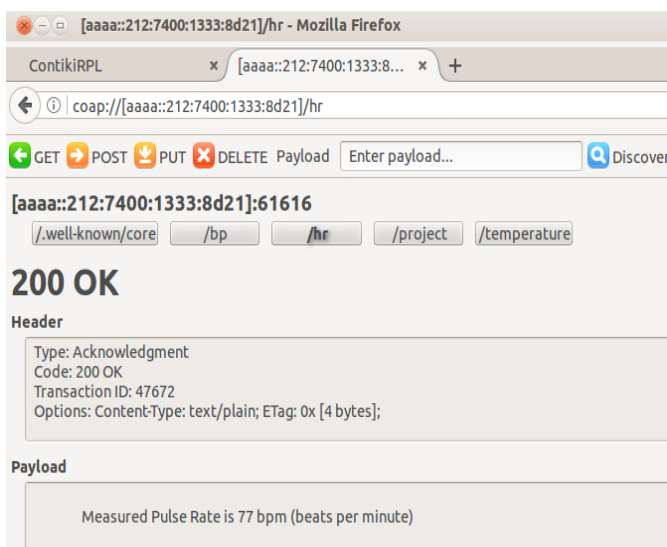 [aaaa::212:7400:1333:8d21]/hr - Mozilla Firefox
ContikiRPL × [aaaa::212:7400:1333:8... × +
coap://[aaaa::212:7400:1333:8d21]/hr
GET POST PUT DELETE Payload Enter payload... Discover
[aaaa::212:7400:1333:8d21]:61616
/.well-known/core /bp /hr /project /temperature
200 OK
Header
Type: Acknowledgment
Code: 200 OK
Transaction ID: 47672
Options: Content-Type: text/plain; ETag: 0x [4 bytes];
Payload
Measured Pulse Rate is 77 bpm (beats per minute)